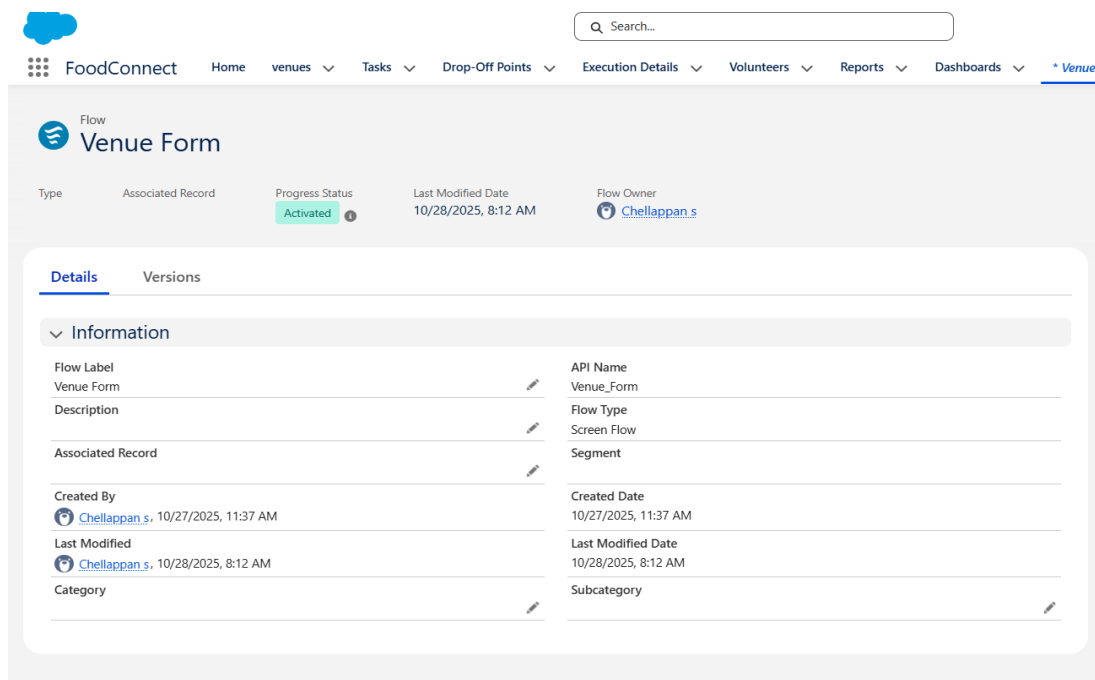 Search...
FoodConnect Home venues Tasks Drop-Off Points Execution Details Volunteers Reports Dashboards * Venue
Flow
Venue Form
Type Associated Record Progress Status Last Modified Date Flow Owner
Activated 10/28/2025, 8:12 AM Chellappan s
Details Versions
Information
Flow Label API Name
Venue Form Venue_Form
Description Flow Type
Screen Flow
Associated Record Segment
Created By Created Date
Chellappan s, 10/27/2025, 11:37 AM 10/27/2025, 11:37 AM
Last Modified Last Modified Date
Chellappan s, 10/28/2025, 8:12 AM 10/28/2025, 8:12 AM
Category Subcategory